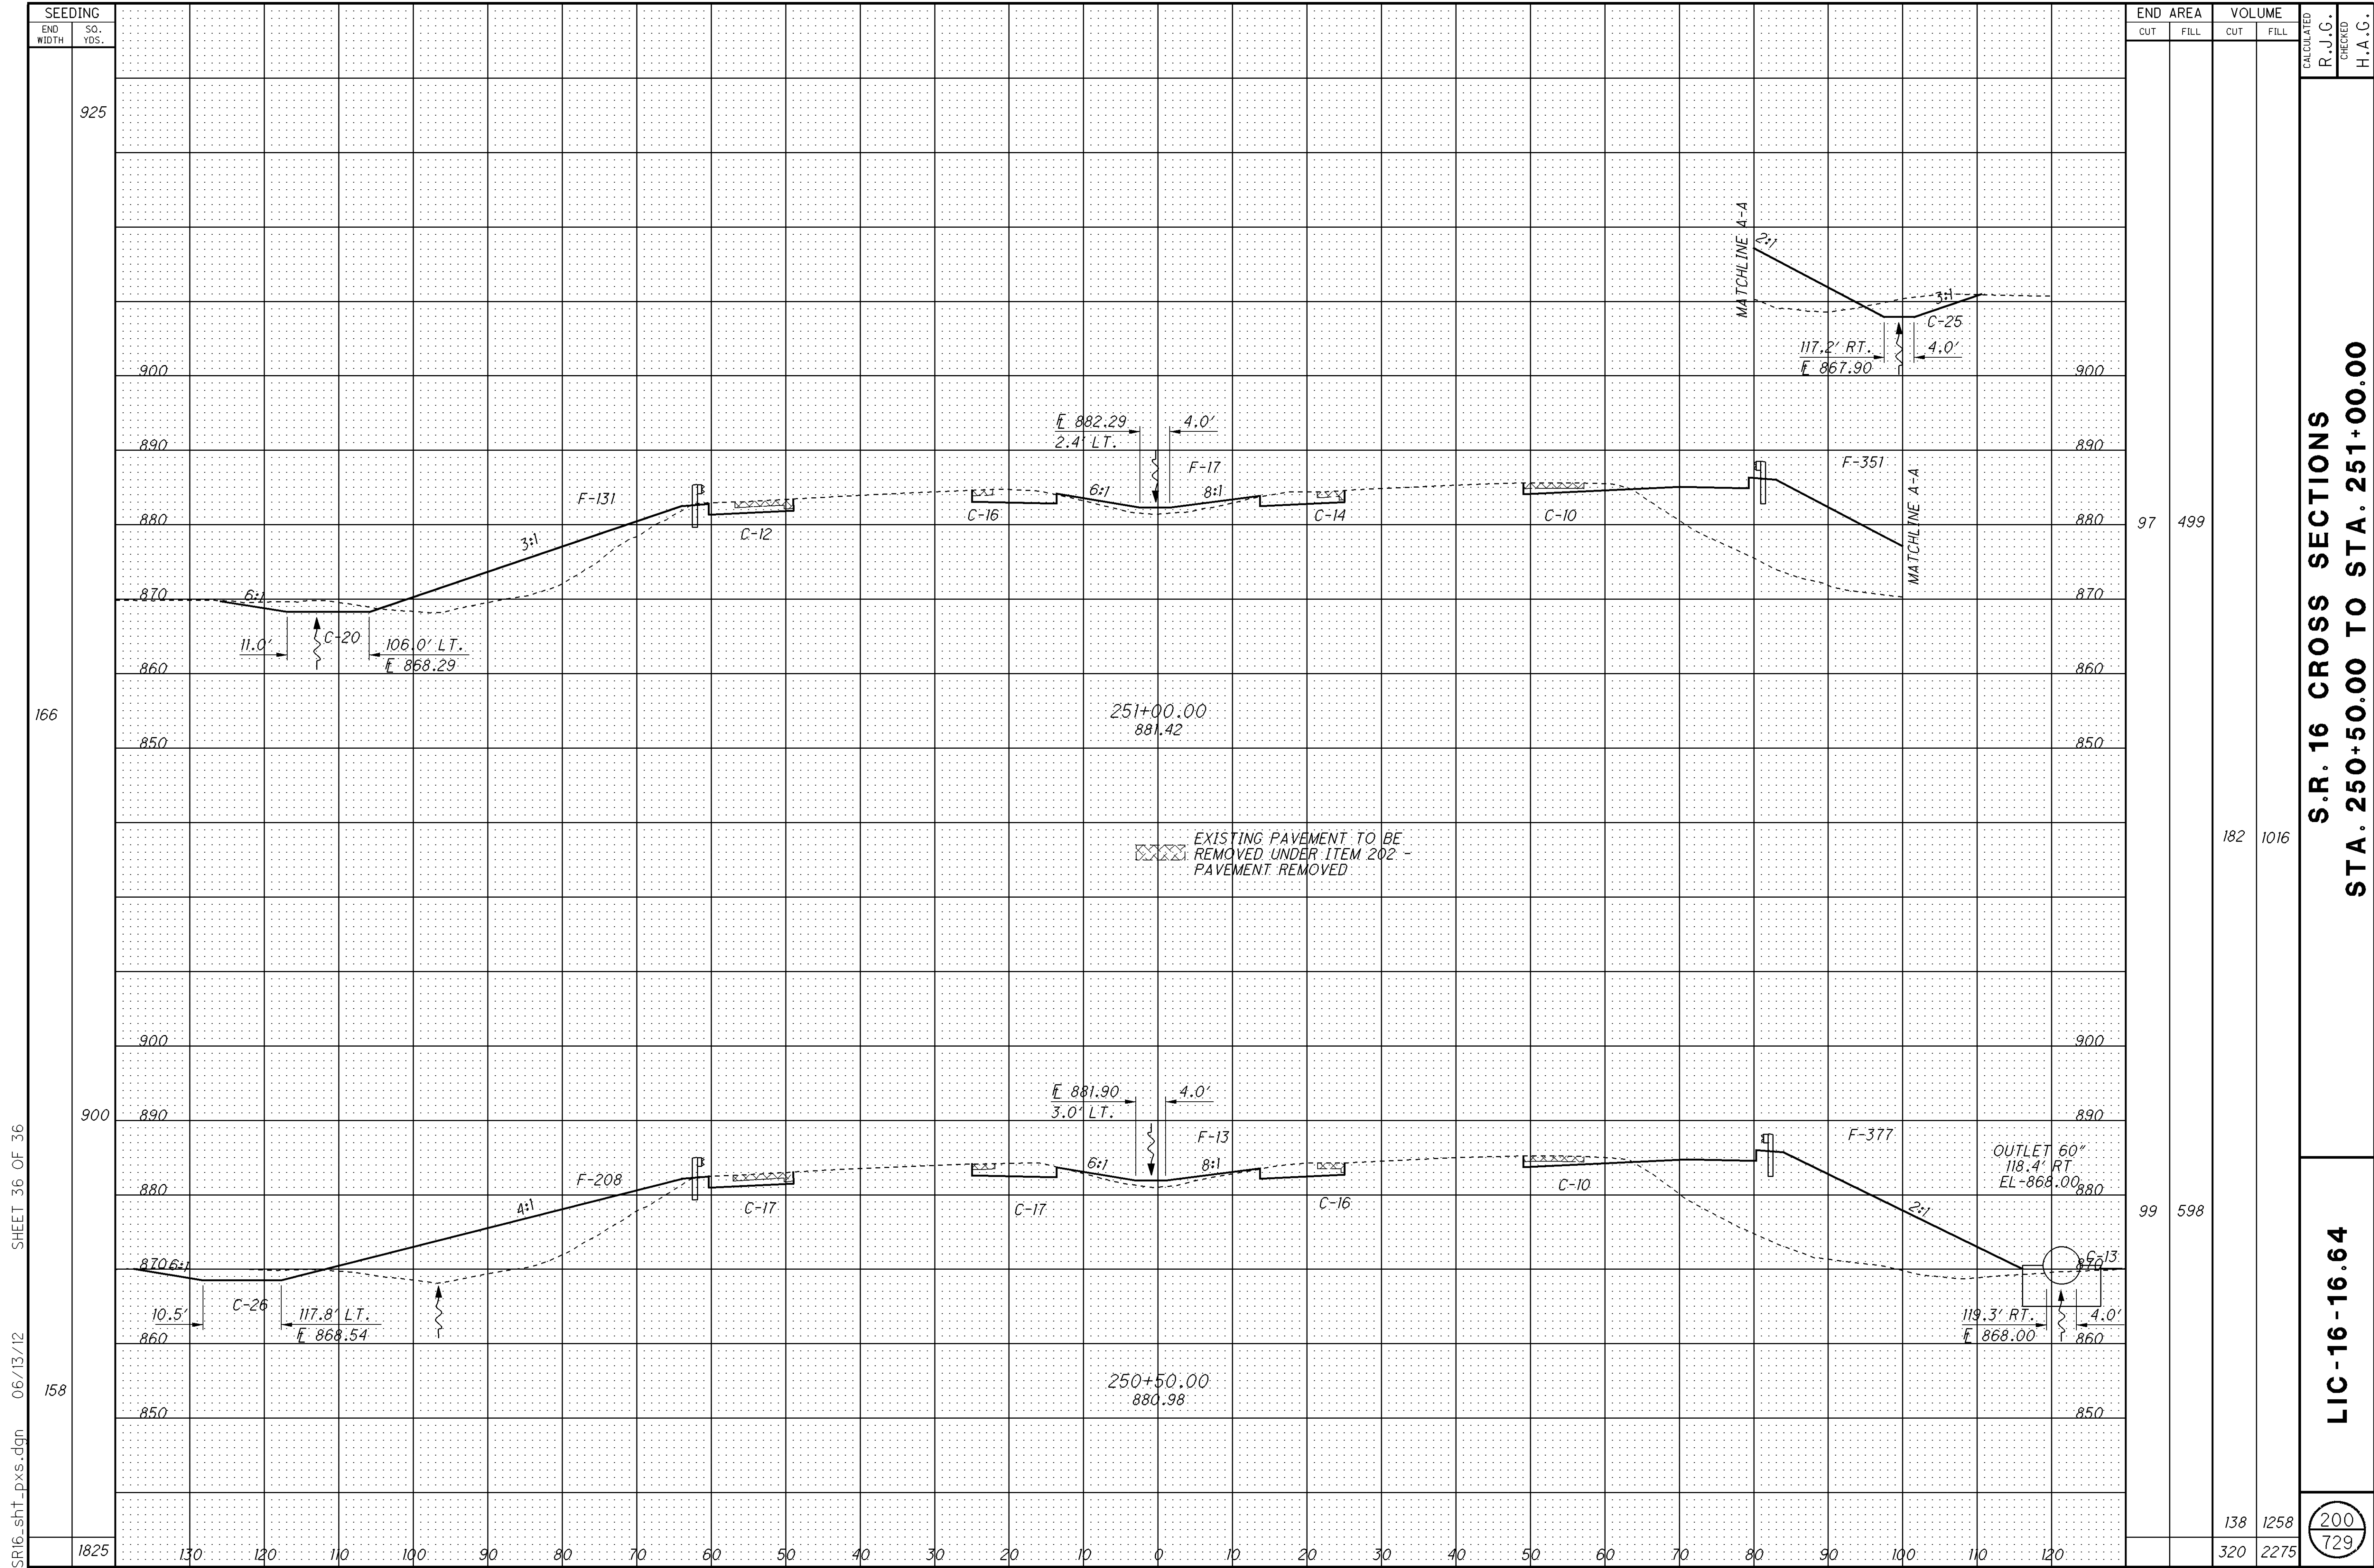 SEEDING
END WIDTH
SQ. YDS.
END AREA
VOLUME
CUT
FILL
CUT
FILL
CALCULATED
R.J.G.
CHECKED
H.A.G.
925
MATCHLINE A-A
2:1
3:1
C-25
117.2' RT.
4.0'
℄ 867.90
900
900
℄ 882.29
4.0'
2.4' LT.
890
890
F-131
F-17
F-351
MATCHLINE A-A
6:1
8:1
880
C-12
C-16
C-14
C-10
880
97
499
3:1
870
6:1
870
11.0'
C-20
106.0' LT.
℄ 868.29
860
860
166
251+00.00
881.42
850
850
EXISTING PAVEMENT TO BE
REMOVED UNDER ITEM 202 -
PAVEMENT REMOVED
182
1016
900
900
900
℄ 881.90
4.0'
3.0' LT.
890
890
F-208
F-13
F-377
OUTLET 60"
118.4' RT
EL-868.00
6:1
8:1
880
4:1
C-17
C-17
C-16
C-10
2:1
880
99
598
870
6:1
C-13
870
10.5'
C-26
117.8' LT.
℄ 868.54
119.3' RT.
4.0'
℄ 868.00
860
860
158
250+50.00
880.98
850
850
138
1258
1825
130 120 110 100 90 80 70 60 50 40 30 20 10 0 10 20 30 40 50 60 70 80 90 100 110 120
320
2275
S.R. 16 CROSS SECTIONS
STA. 250+50.00 TO STA. 251+00.00
LIC-16-16.64
200
729
SR16_sht_pxs.dgn 06/13/12 SHEET 36 OF 36